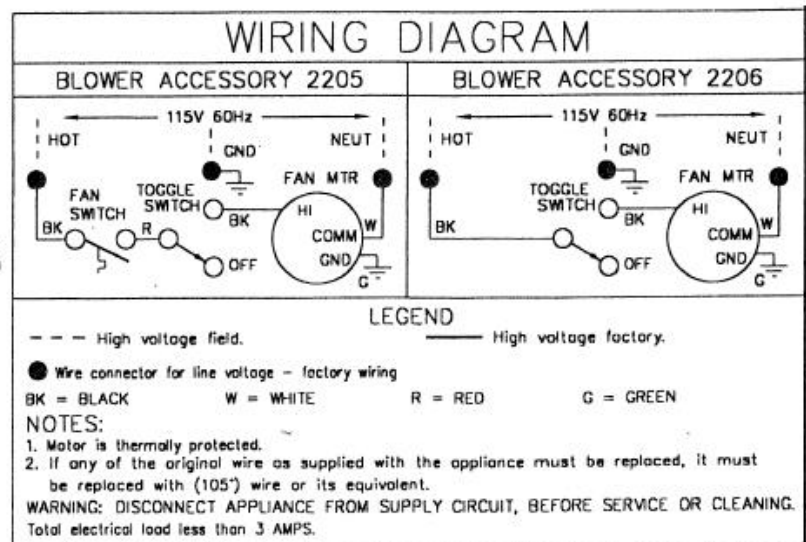 WIRING DIAGRAM
BLOWER ACCESSORY 2205
115V 60Hz
HOT
NEUT
GND
FAN MTR
FAN
SWITCH
TOGGLE
SWITCH
HI
BK
BK
R
W
COMM
OFF
GND
G
BLOWER ACCESSORY 2206
115V 60Hz
HOT
NEUT
GND
FAN MTR
TOGGLE
SWITCH
HI
BK
BK
W
COMM
OFF
GND
G
LEGEND
High voltage field.
High voltage factory.
Wire connector for line voltage – factory wiring
BK = BLACK W = WHITE R = RED G = GREEN
NOTES:
1. Motor is thermally protected.
2. If any of the original wire as supplied with the appliance must be replaced, it must
be replaced with (105°) wire or its equivalent.
WARNING: DISCONNECT APPLIANCE FROM SUPPLY CIRCUIT, BEFORE SERVICE OR CLEANING.
Total electrical load less than 3 AMPS.